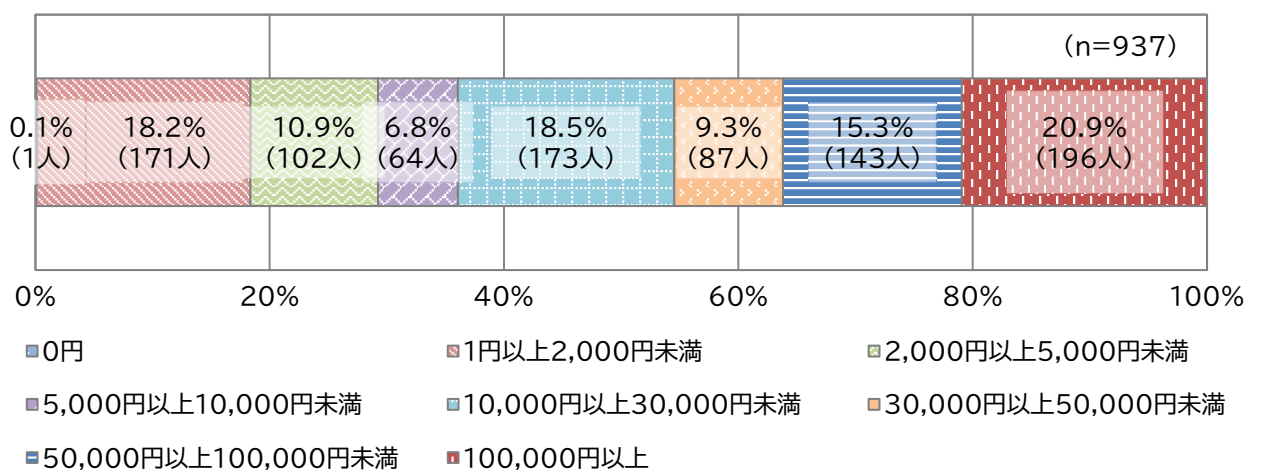 (n=937)
0.1% 18.2% 10.9% 6.8% 18.5% 9.3% 15.3% 20.9%
(1人) (171人) (102人) (64人) (173人) (87人) (143人) (196人)
0% 20% 40% 60% 80% 100%
0円 1円以上2,000円未満 2,000円以上5,000円未満
5,000円以上10,000円未満 10,000円以上30,000円未満 30,000円以上50,000円未満
50,000円以上100,000円未満 100,000円以上